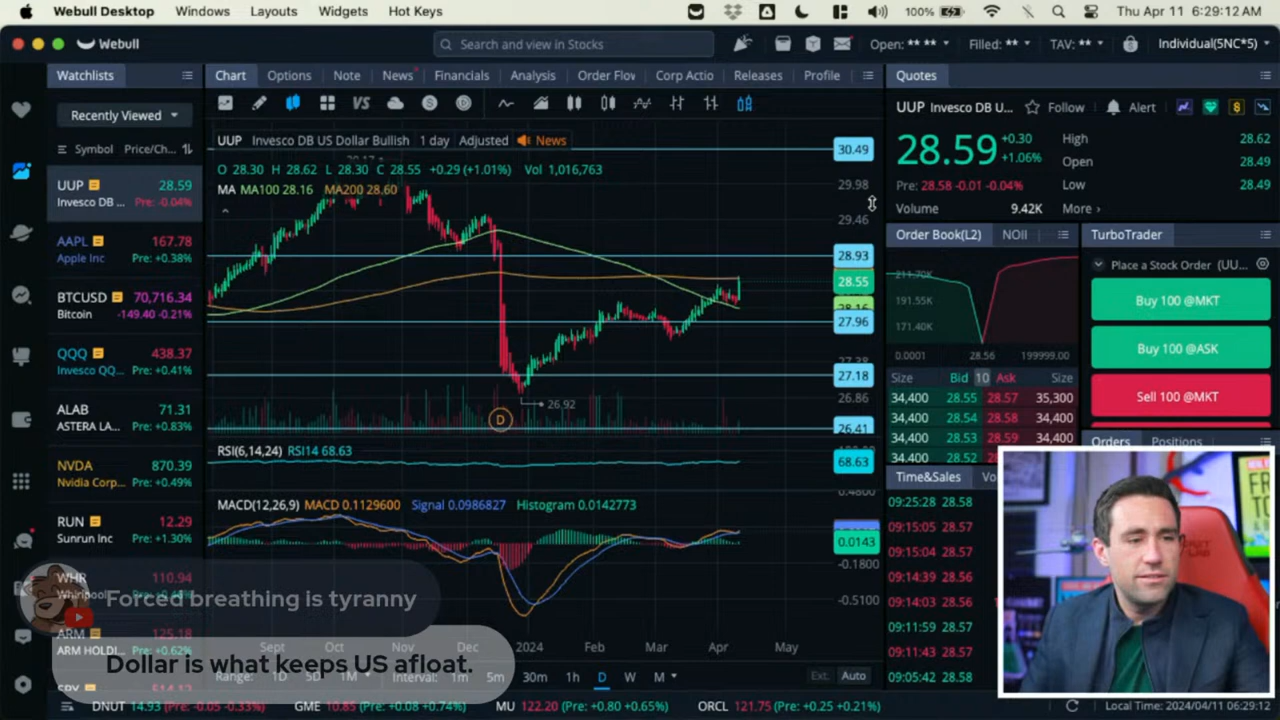 Webull Desktop Windows Layouts Widgets Hot Keys
100% Thu Apr 11 6:29:12 AM
Webull
Search and view in Stocks
Open: ** ** Filled: ** TAV: ** Individual(5NC*5)
Watchlists
Recently Viewed
Symbol Price/Ch...
UUP 28.59
Invesco DB ... Pre: -0.04%
AAPL 167.78
Apple Inc Pre: +0.38%
BTCUSD 70,716.34
Bitcoin -149.40 -0.21%
QQQ 438.37
Invesco QQ... Pre: +0.41%
ALAB 71.31
ASTERA LA... Pre: +0.83%
NVDA 870.39
Nvidia Corp... Pre: +0.49%
RUN 12.29
Sunrun Inc Pre: +1.30%
WHR 110.94
ARM 125.18
ARM HOLDI...
Chart Options Note News Financials Analysis Order Flov Corp Actio Releases Profile
VS
UUP Invesco DB US Dollar Bullish 1 day Adjusted News
O 28.30 H 28.62 L 28.30 C 28.55 +0.29 (+1.01%) Vol 1,016,763
MA MA100 28.16 MA200 28.60
30.49
29.98
29.46
28.93
28.55
28.16
27.96
27.38
27.18
26.86
26.41
26.92
D
RSI(6,14,24) RSI14 68.63
68.63
MACD(12,26,9) MACD 0.1129600 Signal 0.0986827 Histogram 0.0142773
0.4800
0.0143
-0.1800
-0.5100
Sept Oct Nov Dec 2024 Feb Mar Apr May
Range: 1D 5D 1M Interval: 1m 5m 30m 1h D W M Ext. Auto
Quotes
UUP Invesco DB U... Follow Alert
28.59 +0.30
+1.06%
High 28.62
Open 28.49
Low 28.49
Pre: 28.58 -0.01 -0.04%
Volume 9.42K More ›
Order Book(L2) NOII
211.70K
191.55K
171.40K
0.0001 28.56 199999.00
Size Bid 10 Ask Size
34,400 28.55 28.57 35,300
34,400 28.54 28.58 34,400
34,400 28.53 28.59 34,400
34,400 28.52
TurboTrader
Place a Stock Order (UU...
Buy 100 @MKT
Buy 100 @ASK
Sell 100 @MKT
Orders Positions
Time&Sales Vo
09:25:28 28.58
09:15:05 28.57
09:15:04 28.57
09:14:39 28.56
09:14:03 28.56
09:11:59 28.57
09:11:43 28.57
09:05:42 28.58
Forced breathing is tyranny
Dollar is what keeps US afloat.
DNUT 14.93 Pre: -0.05 -0.33%) GME 10.85 (Pre: +0.08 +0.74%) MU 122.20 (Pre: +0.80 +0.65%) ORCL 121.75 (Pre: +0.25 +0.21%)
Local Time: 2024/04/11 06:29:12